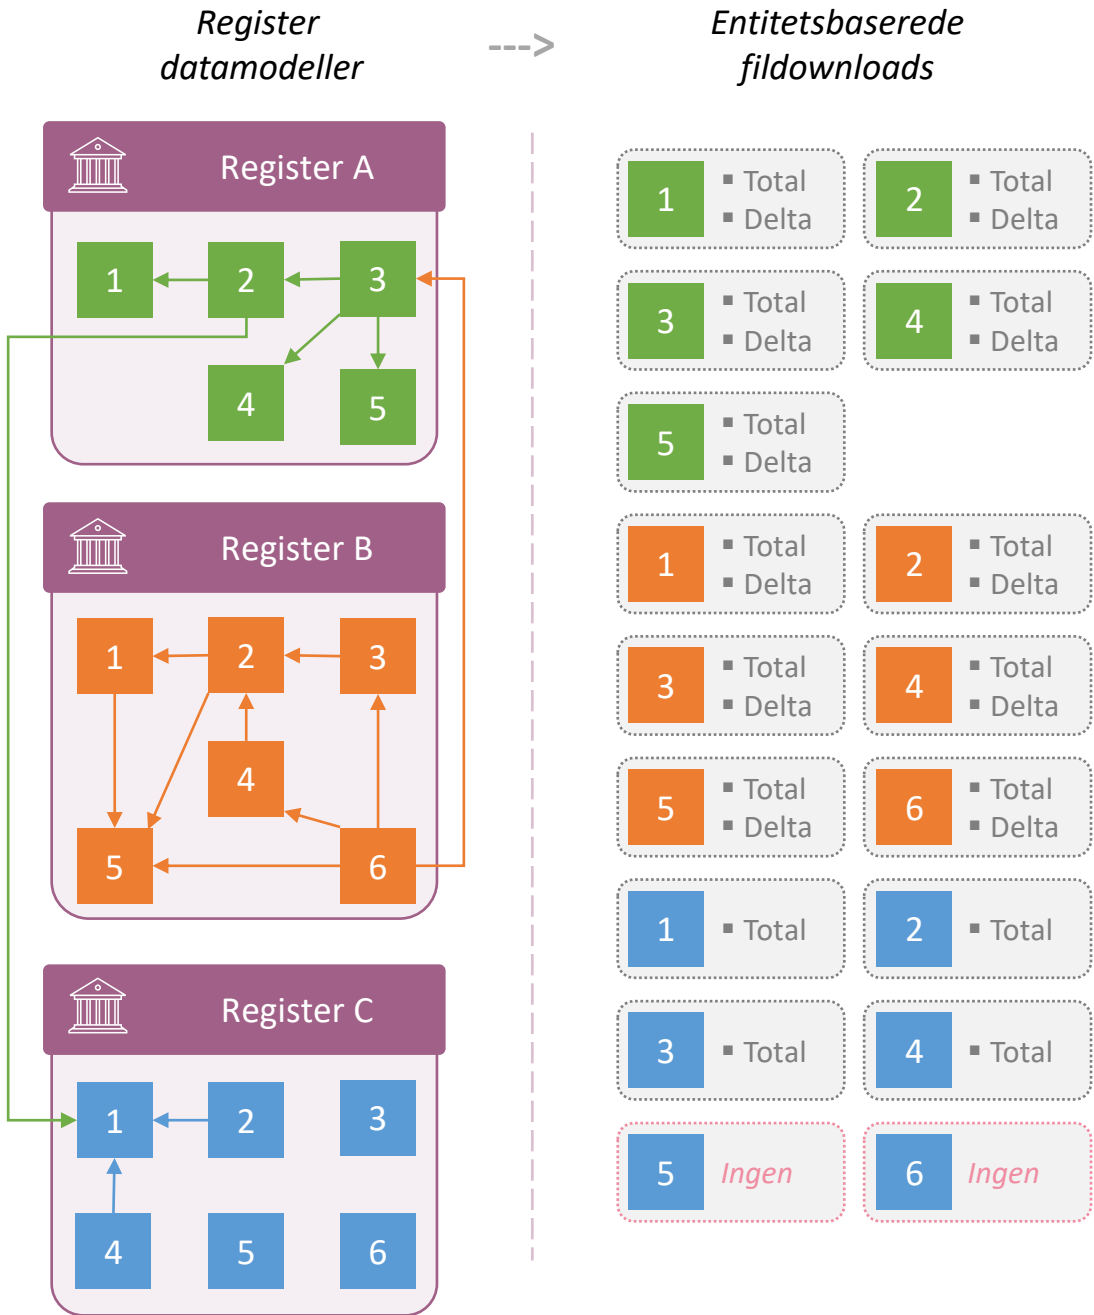 Register
datamodeller
--->
Entitetsbaserede
fildownloads
Register A
1
2
3
4
5
Register B
1
2
3
4
5
6
Register C
1
2
3
4
5
6
1
▪ Total
▪ Delta
2
▪ Total
▪ Delta
3
▪ Total
▪ Delta
4
▪ Total
▪ Delta
5
▪ Total
▪ Delta
1
▪ Total
▪ Delta
2
▪ Total
▪ Delta
3
▪ Total
▪ Delta
4
▪ Total
▪ Delta
5
▪ Total
▪ Delta
6
▪ Total
▪ Delta
1
▪ Total
2
▪ Total
3
▪ Total
4
▪ Total
5
Ingen
6
Ingen